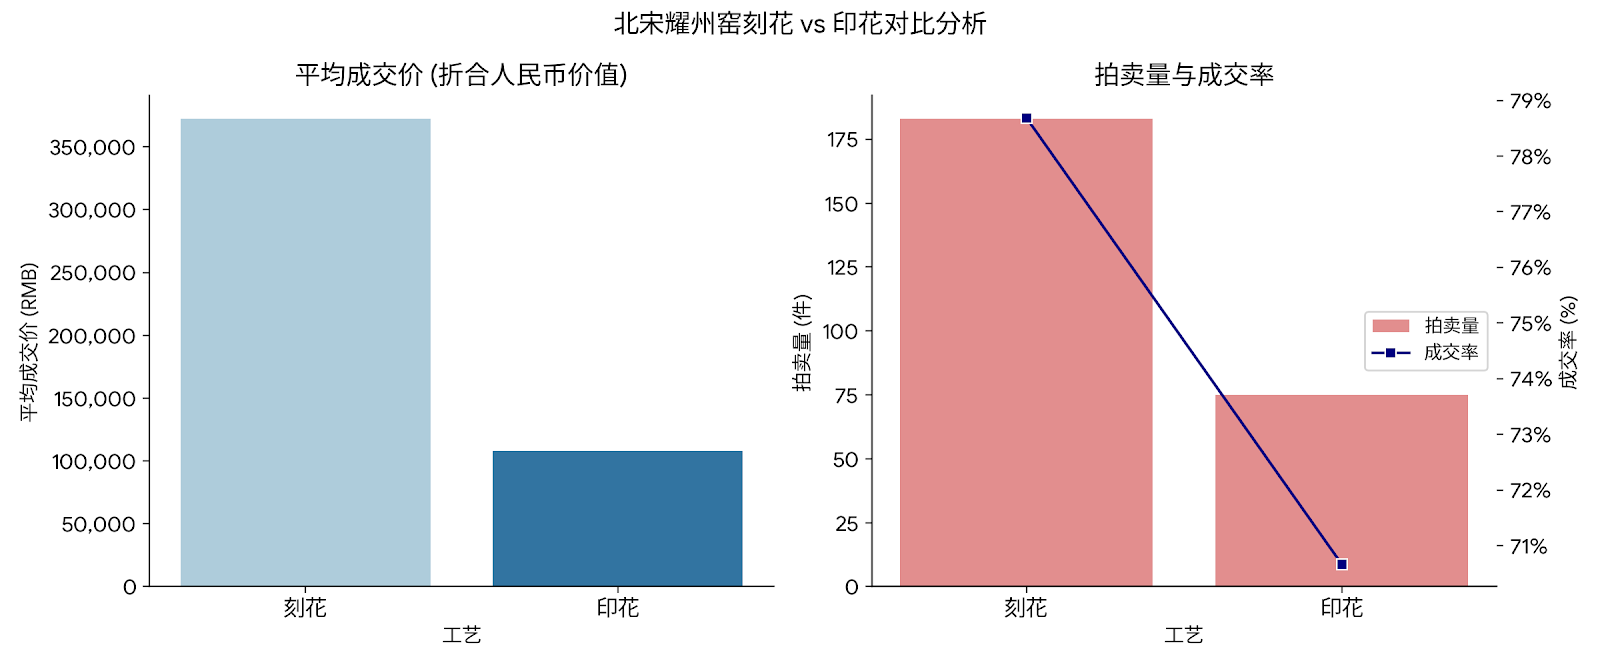 北宋耀州窑刻花 vs 印花对比分析
平均成交价 (折合人民币价值)
平均成交价 (RMB)
350,000
300,000
250,000
200,000
150,000
100,000
50,000
0
刻花
印花
工艺
拍卖量与成交率
拍卖量 (件)
175
150
125
100
75
50
25
0
刻花
印花
工艺
拍卖量
成交率
79%
78%
77%
76%
75%
74%
73%
72%
71%
成交率 (%)